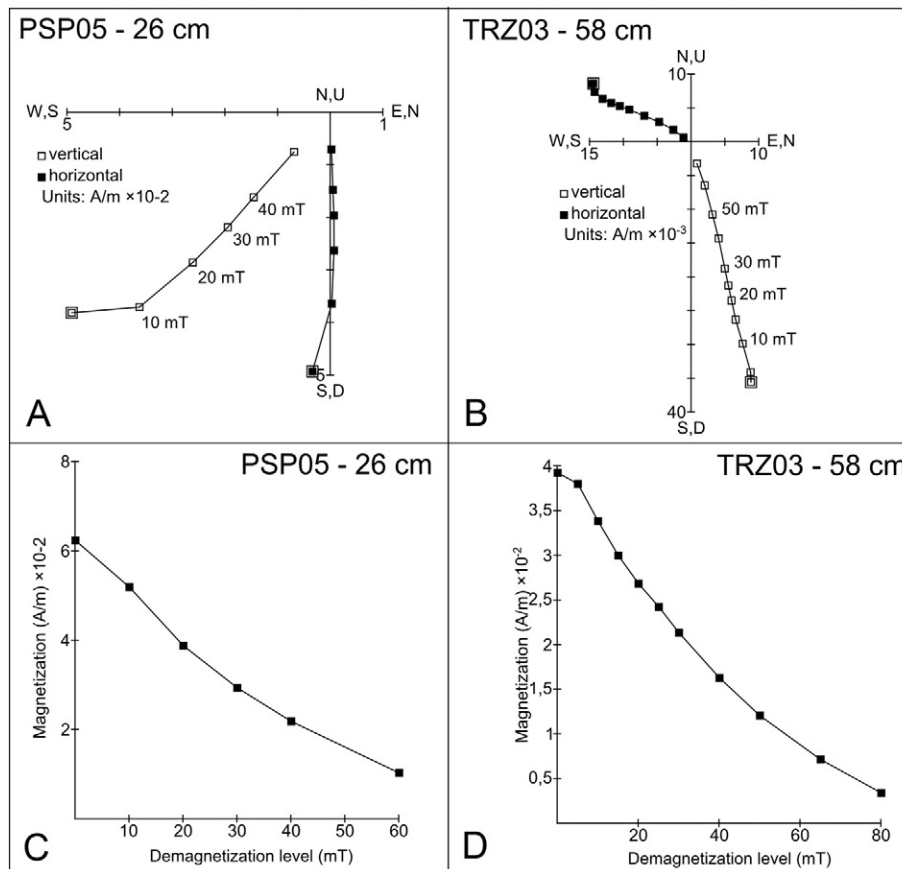 PSP05 - 26 cm
N,U
W,S
E,N
5
1
□ vertical
■ horizontal
Units: A/m ×10-2
40 mT
30 mT
20 mT
10 mT
5
S,D
A
TRZ03 - 58 cm
N,U
10
W,S
E,N
15
10
□ vertical
■ horizontal
Units: A/m ×10⁻³
50 mT
30 mT
20 mT
10 mT
40
S,D
B
PSP05 - 26 cm
8
6
4
2
Magnetization (A/m) ×10-2
10 20 30 40 50 60
Demagnetization level (mT)
C
TRZ03 - 58 cm
4
3,5
3
2,5
2
1,5
1
0,5
Magnetization (A/m) ×10⁻²
20 40 60 80
Demagnetization level (mT)
D